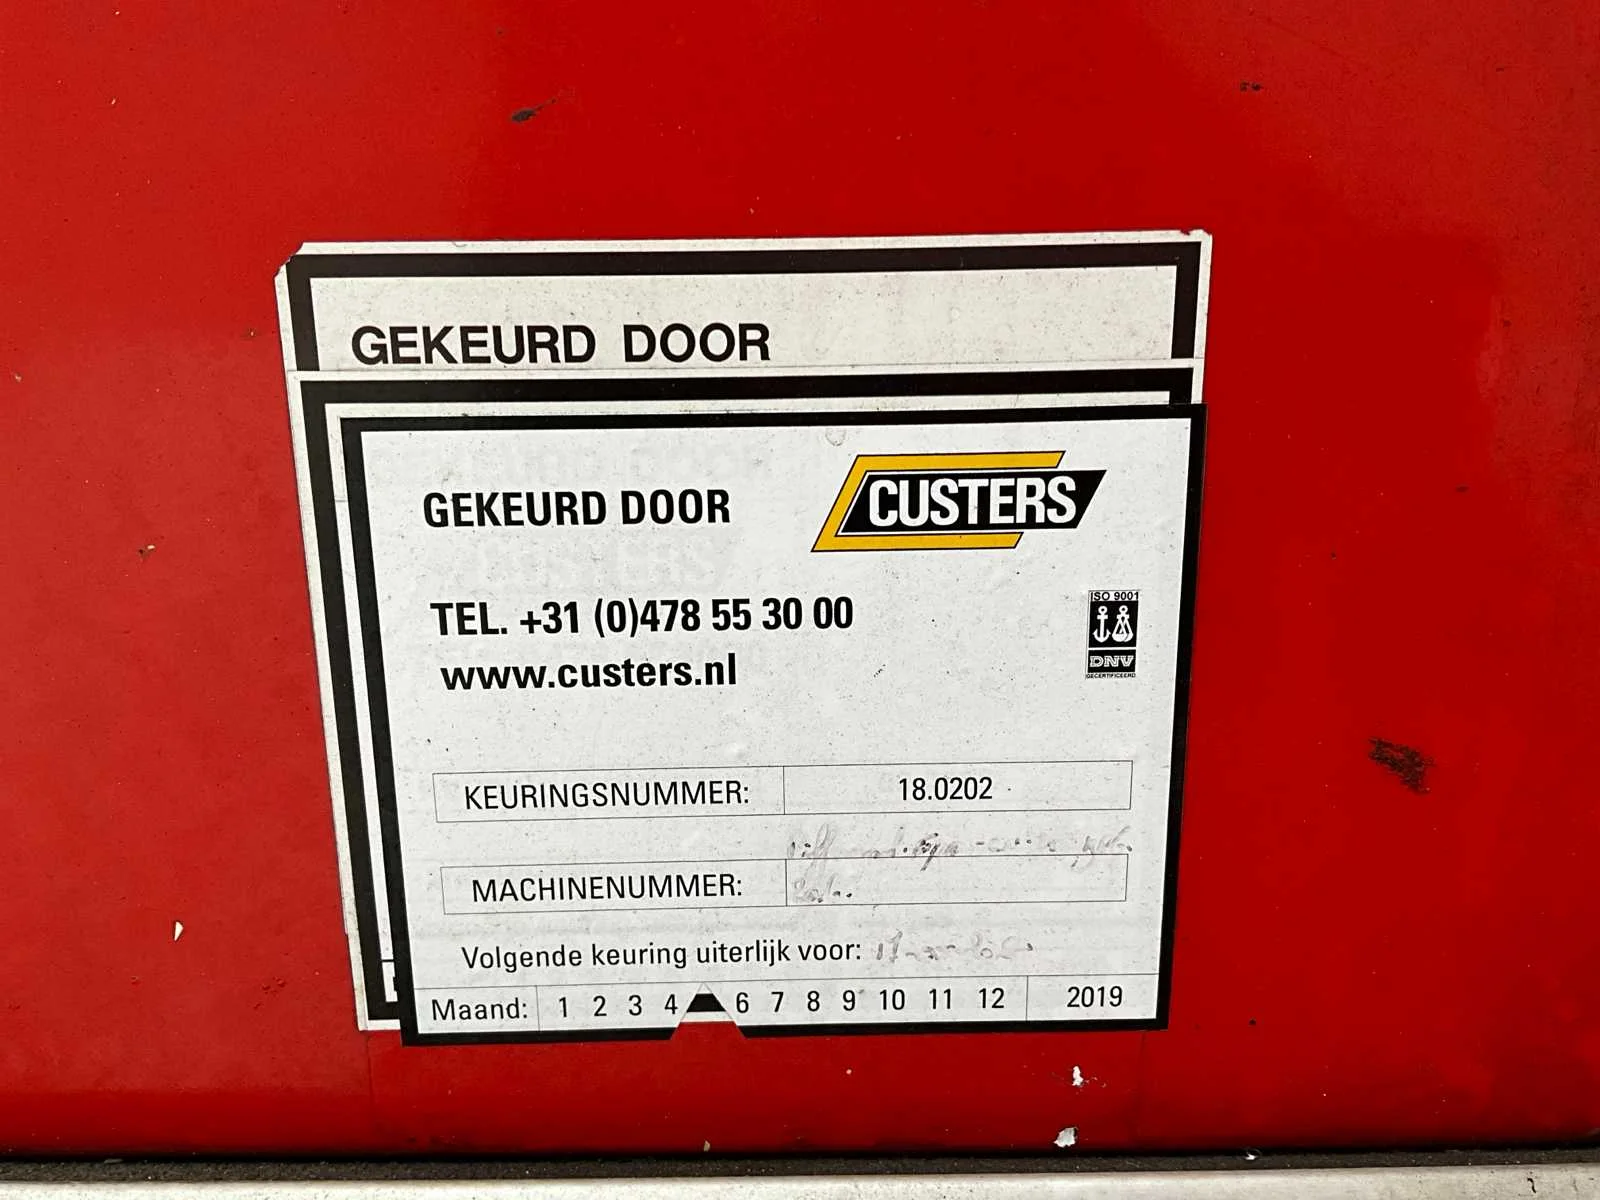 GEKEURD DOOR
GEKEURD DOOR
CUSTERS
TEL. +31 (0)478 55 30 00
www.custers.nl
ISO 9001
DNV
GECERTIFICEERD
KEURINGSNUMMER: 18.0202
MACHINENUMMER:
Volgende keuring uiterlijk voor:
Maand: 1 2 3 4 6 7 8 9 10 11 12 2019